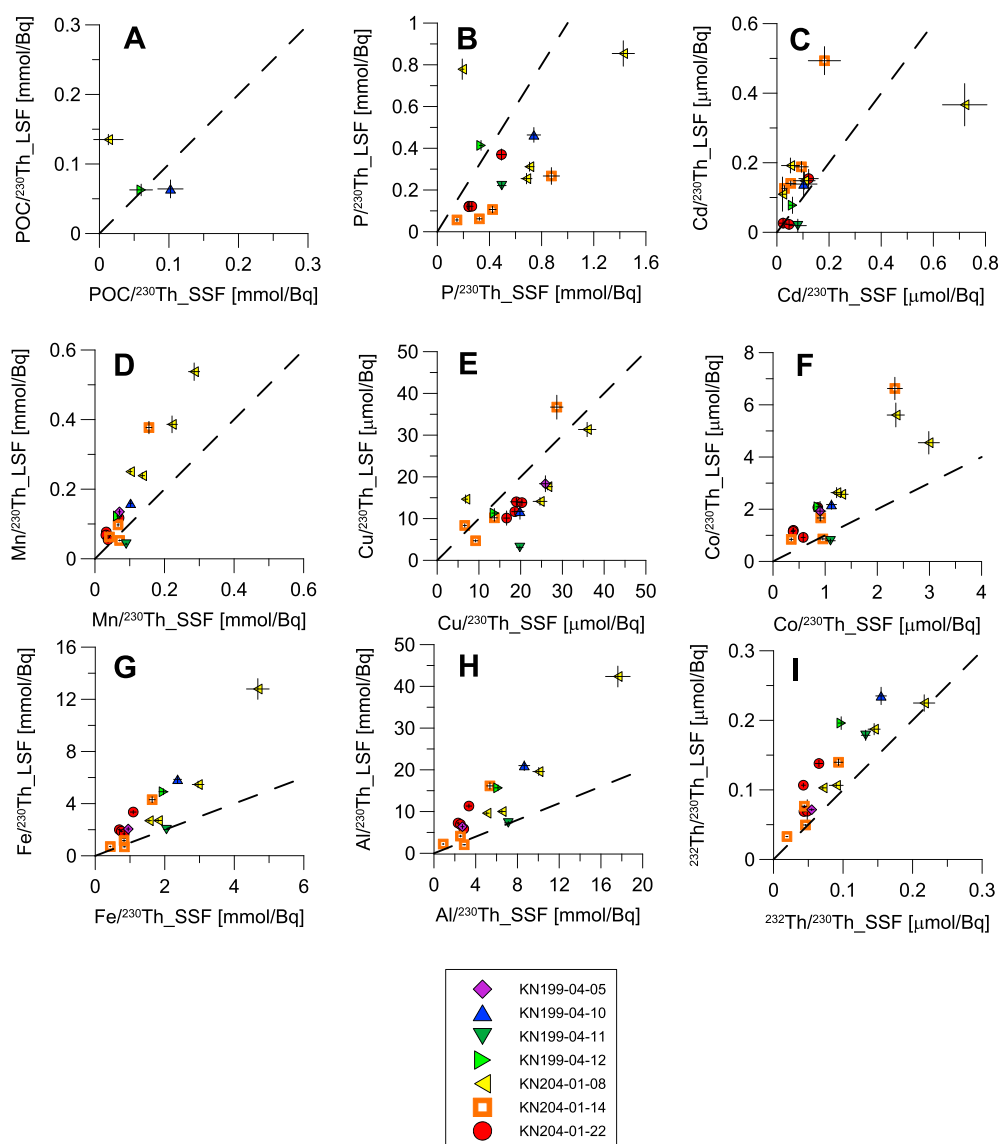 A
POC/²³⁰Th_LSF [mmol/Bq]
0.3
0.2
0.1
0
0 0.1 0.2 0.3
POC/²³⁰Th_SSF [mmol/Bq]
B
P/²³⁰Th_LSF [mmol/Bq]
1
0.8
0.6
0.4
0.2
0
0 0.4 0.8 1.2 1.6
P/²³⁰Th_SSF [mmol/Bq]
C
Cd/²³⁰Th_LSF [μmol/Bq]
0.6
0.4
0.2
0
0 0.2 0.4 0.6 0.8
Cd/²³⁰Th_SSF [μmol/Bq]
D
Mn/²³⁰Th_LSF [mmol/Bq]
0.6
0.4
0.2
0
0 0.2 0.4 0.6
Mn/²³⁰Th_SSF [mmol/Bq]
E
Cu/²³⁰Th_LSF [μmol/Bq]
50
40
30
20
10
0
0 10 20 30 40 50
Cu/²³⁰Th_SSF [μmol/Bq]
F
Co/²³⁰Th_LSF [μmol/Bq]
8
6
4
2
0
0 1 2 3 4
Co/²³⁰Th_SSF [μmol/Bq]
G
Fe/²³⁰Th_LSF [mmol/Bq]
16
12
8
4
0
0 2 4 6
Fe/²³⁰Th_SSF [mmol/Bq]
H
Al/²³⁰Th_LSF [mmol/Bq]
50
40
30
20
10
0
0 4 8 12 16 20
Al/²³⁰Th_SSF [mmol/Bq]
I
²³²Th/²³⁰Th_LSF [μmol/Bq]
0.3
0.2
0.1
0
0 0.1 0.2 0.3
²³²Th/²³⁰Th_SSF [μmol/Bq]
KN199-04-05
KN199-04-10
KN199-04-11
KN199-04-12
KN204-01-08
KN204-01-14
KN204-01-22